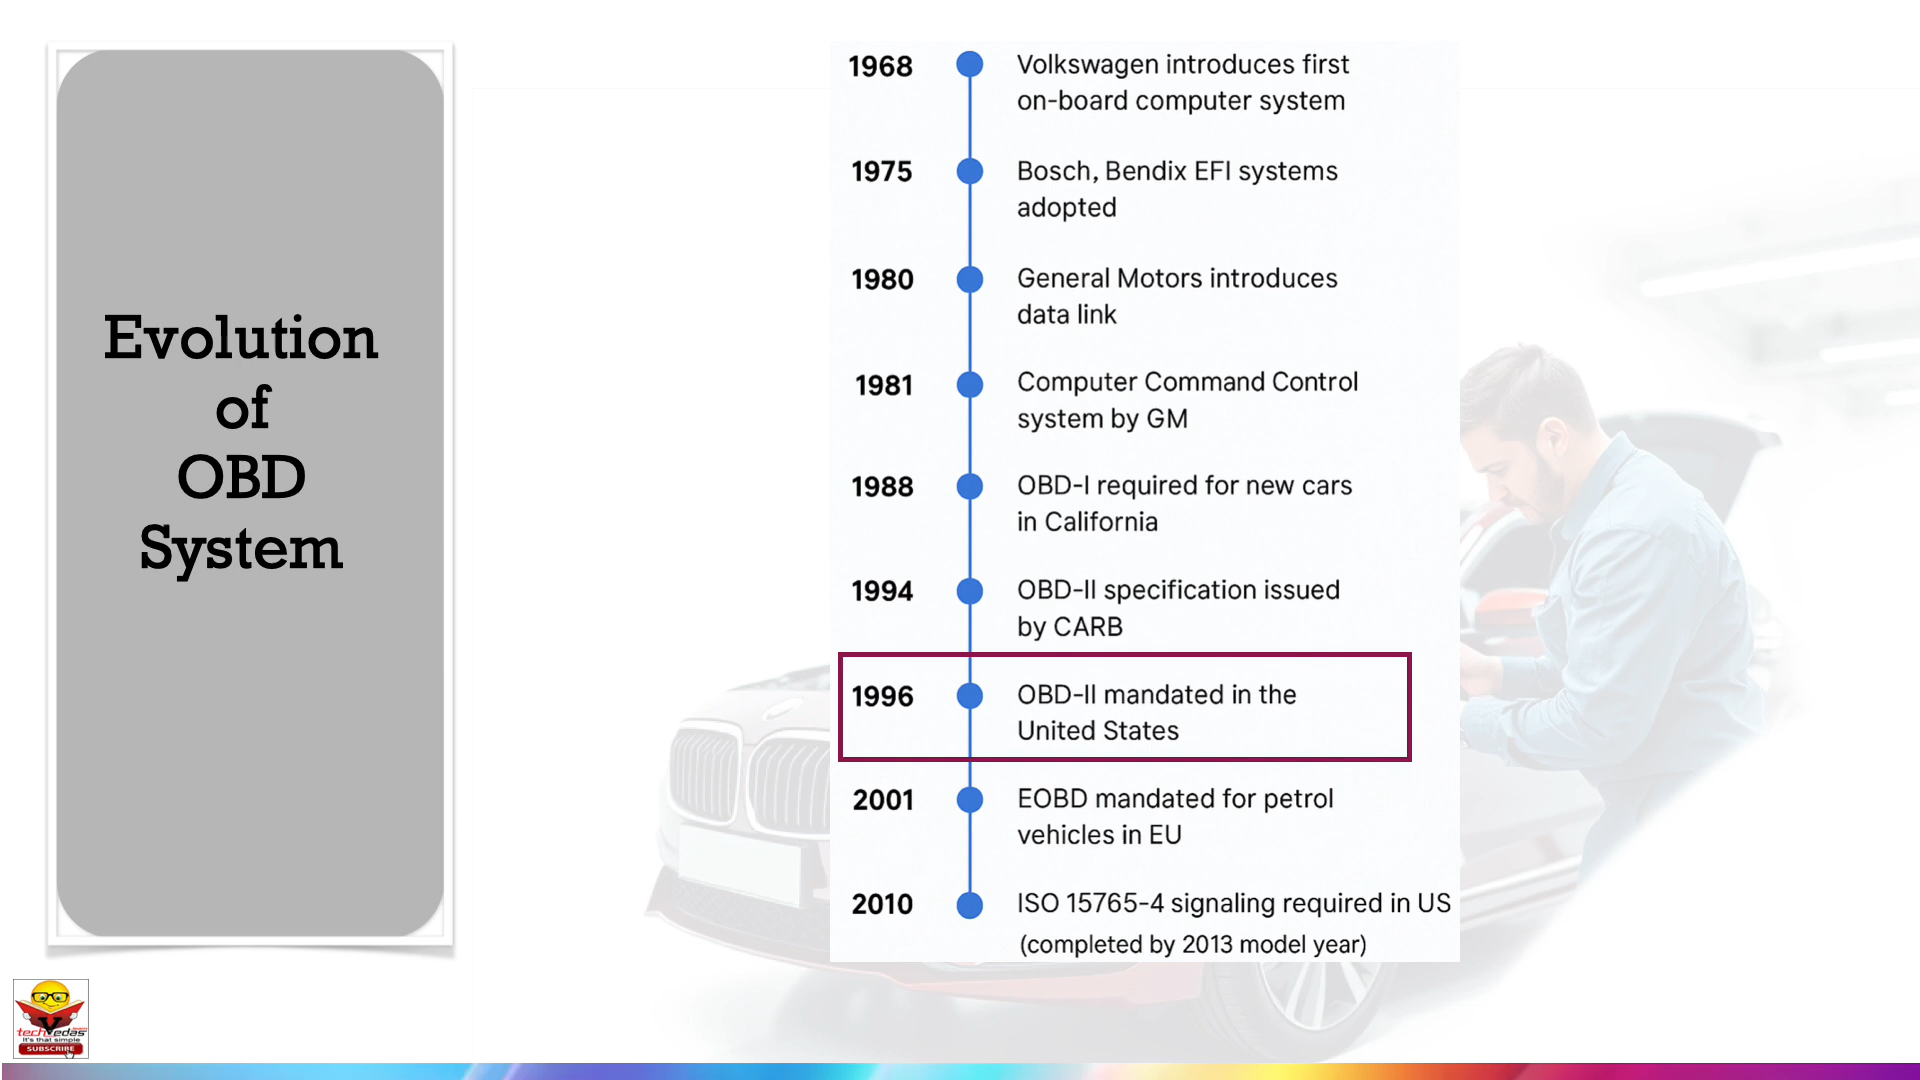 Evolution
of
OBD
System
1968
Volkswagen introduces first
on-board computer system
1975
Bosch, Bendix EFI systems
adopted
1980
General Motors introduces
data link
1981
Computer Command Control
system by GM
1988
OBD-I required for new cars
in California
1994
OBD-II specification issued
by CARB
1996
OBD-II mandated in the
United States
2001
EOBD mandated for petrol
vehicles in EU
2010
ISO 15765-4 signaling required in US
(completed by 2013 model year)
tech Vedas
It's that simple
SUBSCRIBE